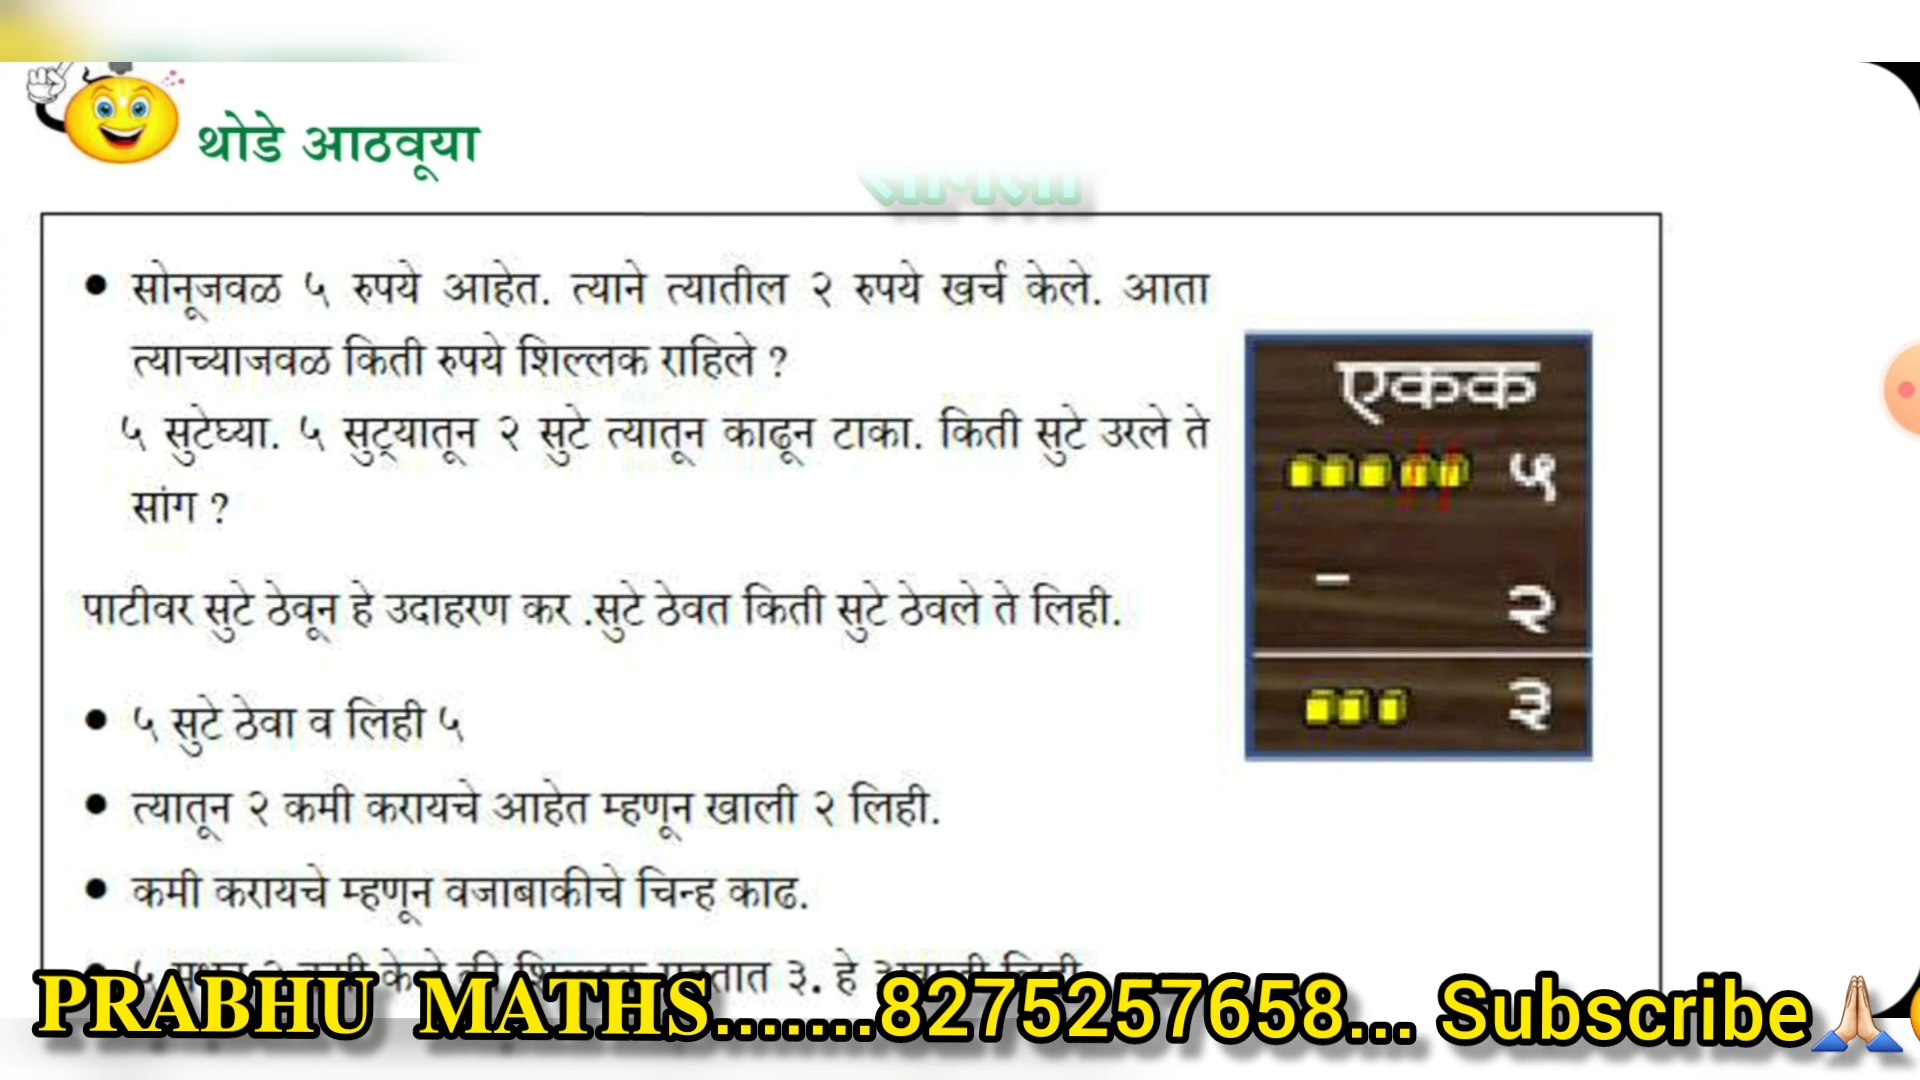 थोडे आठवूया
● सोनूजवळ ५ रुपये आहेत. त्याने त्यातील २ रुपये खर्च केले. आता
त्याच्याजवळ किती रुपये शिल्लक राहिले ?
५ सुटेघ्या. ५ सुट्यातून २ सुटे त्यातून काढून टाका. किती सुटे उरले ते
सांग ?
पाटीवर सुटे ठेवून हे उदाहरण कर .सुटे ठेवत किती सुटे ठेवले ते लिही.
● ५ सुटे ठेवा व लिही ५
● त्यातून २ कमी करायचे आहेत म्हणून खाली २ लिही.
● कमी करायचे म्हणून वजाबाकीचे चिन्ह काढ.
३. हे
एकक
५
– २
३
PRABHU MATHS.......8275257658... Subscribe🙏